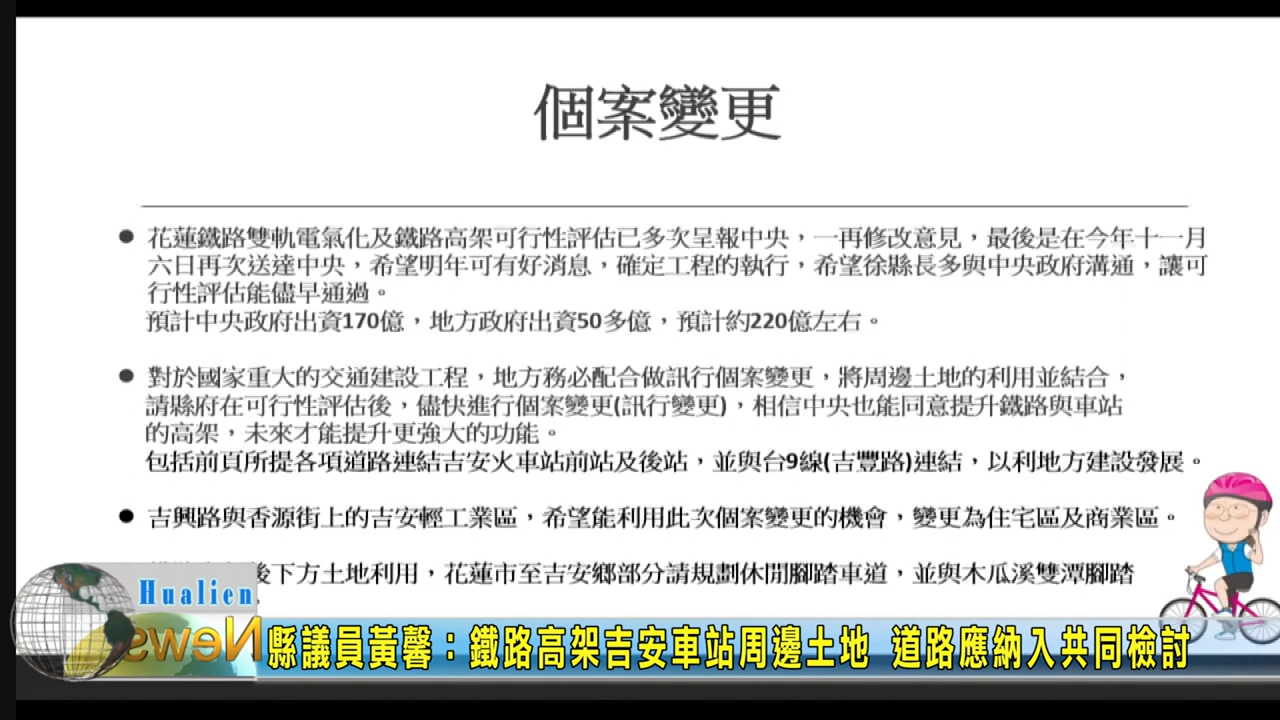 個案變更
● 花蓮鐵路雙軌電氣化及鐵路高架可行性評估已多次呈報中央，一再修改意見，最後是在今年十一月
六日再次送達中央，希望明年可有好消息，確定工程的執行，希望徐縣長多與中央政府溝通，讓可
行性評估能儘早通過。
預計中央政府出資170億，地方政府出資50多億，預計約220億左右。
● 對於國家重大的交通建設工程，地方務必配合做訊行個案變更，將周邊土地的利用並結合，
請縣府在可行性評估後，儘快進行個案變更(訊行變更)，相信中央也能同意提升鐵路與車站
的高架，未來才能提升更強大的功能。
包括前頁所提各項道路連結吉安火車站前站及後站，並與台9線(吉豐路)連結，以利地方建設發展。
● 吉興路與香源街上的吉安輕工業區，希望能利用此次個案變更的機會，變更為住宅區及商業區。
後下方土地利用，花蓮市至吉安鄉部分請規劃休閒腳踏車道，並與木瓜溪雙潭腳踏
Hualien
News
縣議員黃馨：鐵路高架吉安車站周邊土地 道路應納入共同檢討